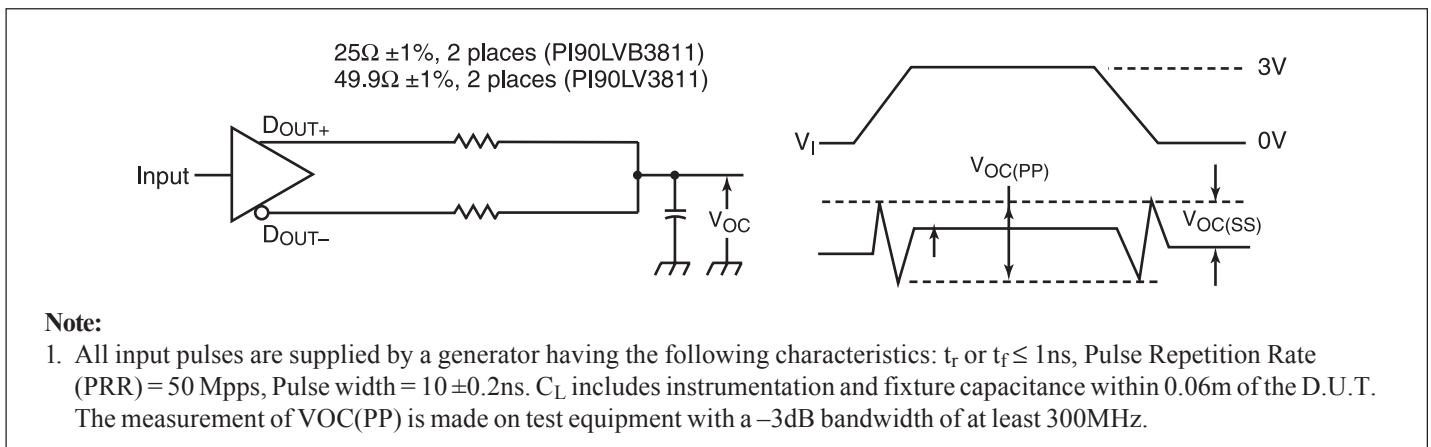 25Ω ±1%, 2 places (PI90LVB3811)
49.9Ω ±1%, 2 places (PI90LV3811)
DOUT+
Input
DOUT–
VOC
3V
VI
0V
VOC(PP)
VOC(SS)
Note:
1. All input pulses are supplied by a generator having the following characteristics: tr or tf ≤ 1ns, Pulse Repetition Rate
(PRR) = 50 Mpps, Pulse width = 10 ±0.2ns. CL includes instrumentation and fixture capacitance within 0.06m of the D.U.T.
The measurement of VOC(PP) is made on test equipment with a –3dB bandwidth of at least 300MHz.